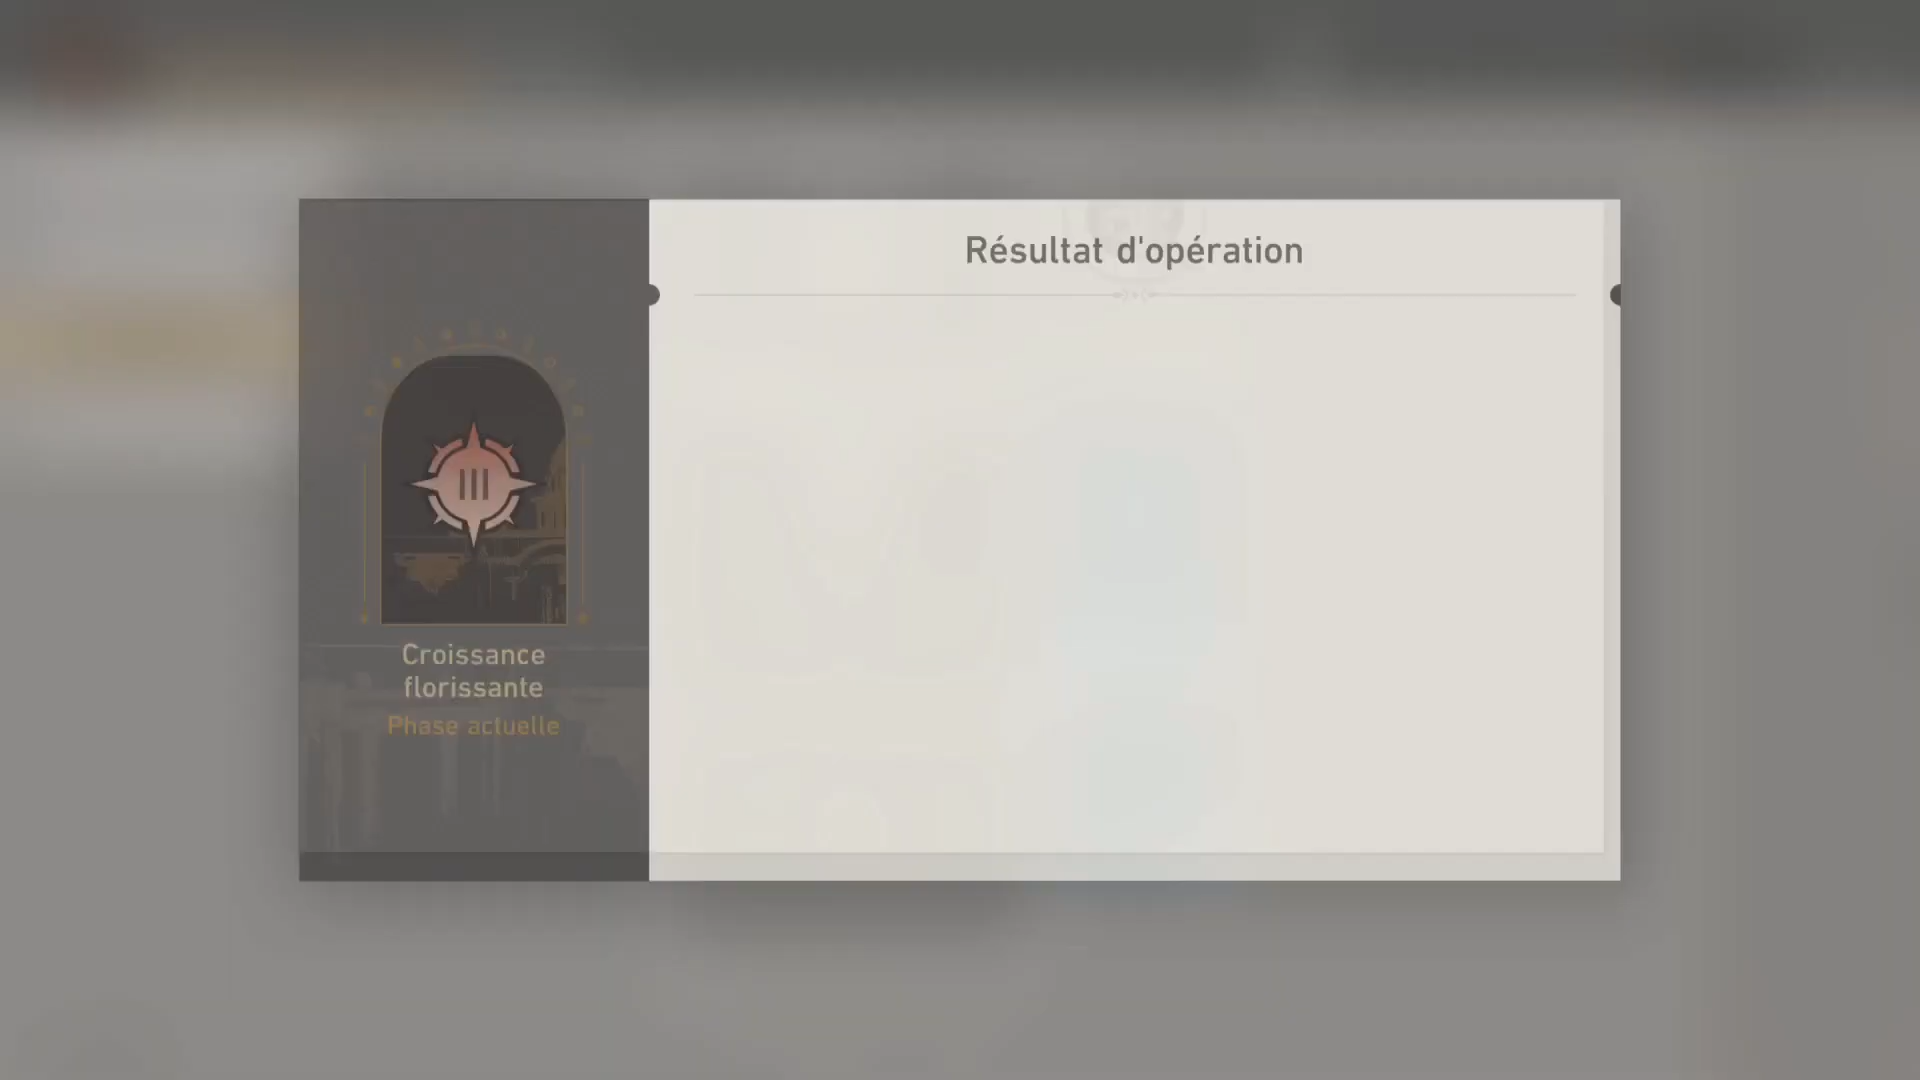 Résultat d'opération
III
Croissance
florissante
Phase actuelle